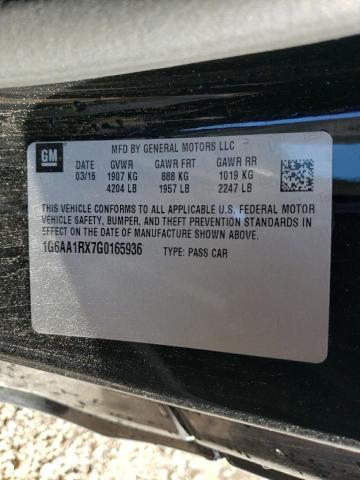 GM
MFD BY GENERAL MOTORS LLC
DATE GVWR GAWR FRT GAWR RR
03/16 1907 KG 888 KG 1019 KG
4204 LB 1957 LB 2247 LB
THIS VEHICLE CONFORMS TO ALL APPLICABLE U.S. FEDERAL MOTOR
VEHICLE SAFETY, BUMPER, AND THEFT PREVENTION STANDARDS IN
EFFECT ON THE DATE OF MANUFACTURE SHOWN ABOVE.
1G6AA1RX7G0165936 TYPE: PASS CAR